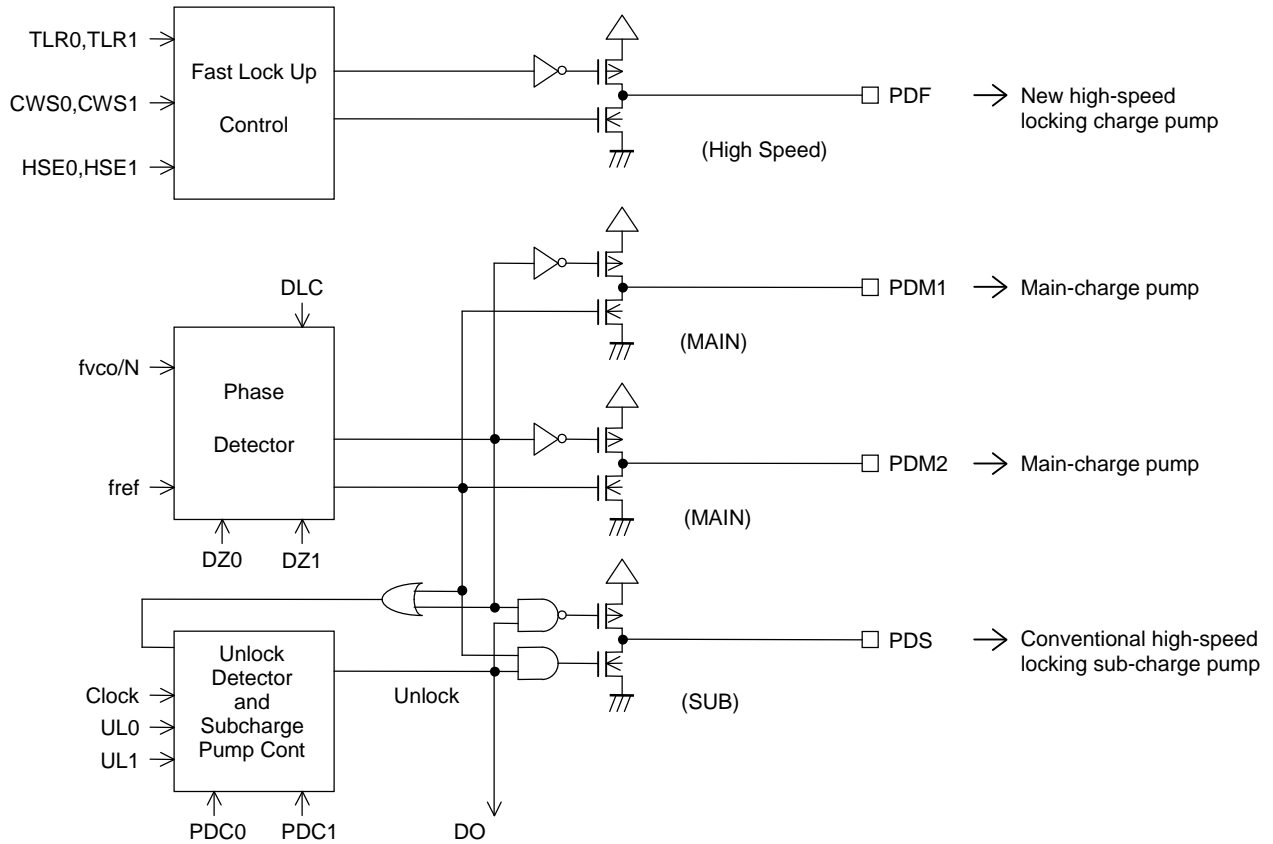 TLR0,TLR1
CWS0,CWS1
HSE0,HSE1
Fast Lock Up
Control
(High Speed)
PDF
New high-speed
locking charge pump
DLC
fvco/N
fref
Phase
Detector
DZ0
DZ1
(MAIN)
PDM1
Main-charge pump
(MAIN)
PDM2
Main-charge pump
Unlock
Detector
and
Subcharge
Pump Cont
Clock
UL0
UL1
PDC0
PDC1
Unlock
DO
(SUB)
PDS
Conventional high-speed
locking sub-charge pump